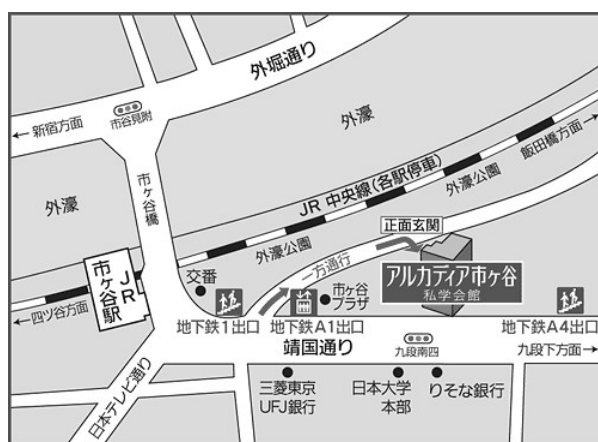 外堀通り
←新宿方面
市谷見附
外濠
飯田橋方面→
市ヶ谷橋
外濠
JR 中央線(各駅停車)
外濠公園
正面玄関
外濠公園
一方通行
アルカディア市ヶ谷
私学会館
JR
市ヶ谷駅
交番
市ヶ谷
プラザ
←四ツ谷方面
地下鉄1出口
地下鉄A1出口
地下鉄A4出口
靖国通り
九段南四
九段下方面→
日本テレビ通り
三菱東京
UFJ銀行
日本大学
本部
りそな銀行